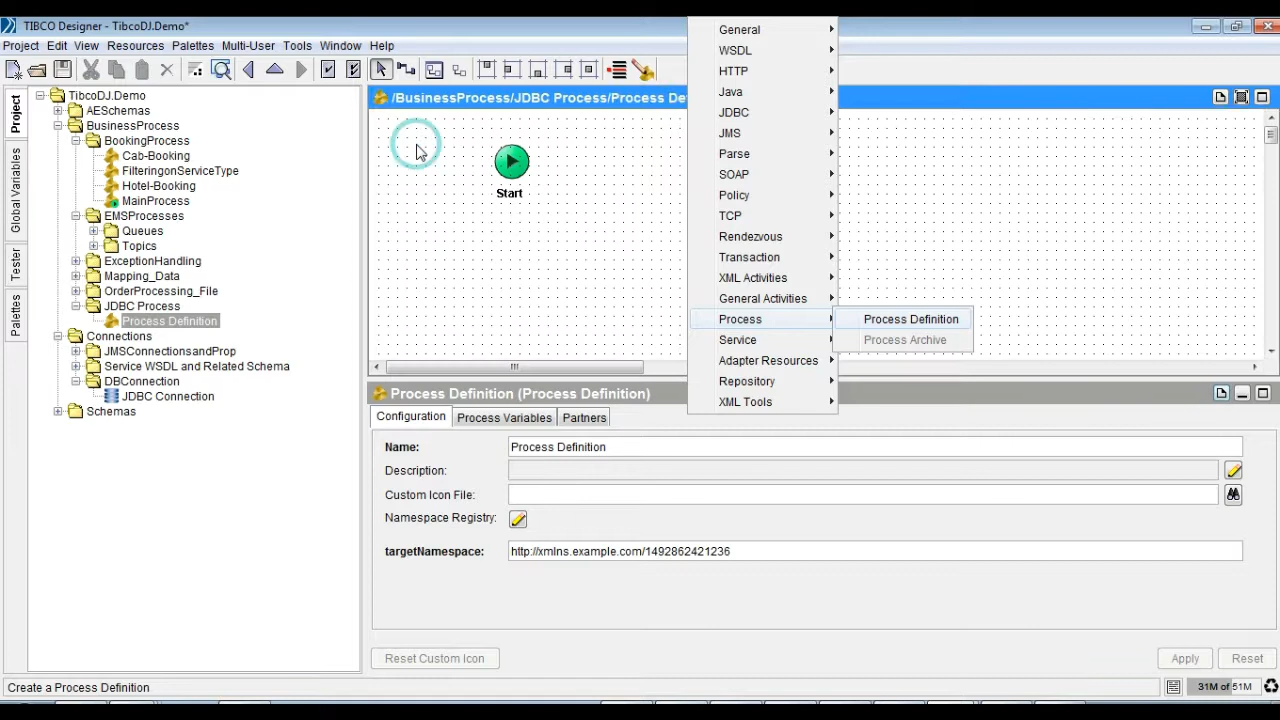 TIBCO Designer - TibcoDJ.Demo*
Project Edit View Resources Palettes Multi-User Tools Window Help
Project
Global Variables
Tester
Palettes
TibcoDJ.Demo
AESchemas
BusinessProcess
BookingProcess
Cab-Booking
FilteringonServiceType
Hotel-Booking
MainProcess
EMSProcesses
Queues
Topics
ExceptionHandling
Mapping_Data
OrderProcessing_File
JDBC Process
Process Definition
Connections
JMSConnectionsandProp
Service WSDL and Related Schema
DBConnection
JDBC Connection
Schemas
/BusinessProcess/JDBC Process/Process De
Start
General
WSDL
HTTP
Java
JDBC
JMS
Parse
SOAP
Policy
TCP
Rendezvous
Transaction
XML Activities
General Activities
Process
Service
Adapter Resources
Repository
XML Tools
Process Definition
Process Archive
Process Definition (Process Definition)
Configuration Process Variables Partners
Name: Process Definition
Description:
Custom Icon File:
Namespace Registry:
targetNamespace: http://xmlns.example.com/1492862421236
Reset Custom Icon Apply Reset
Create a Process Definition 31M of 51M